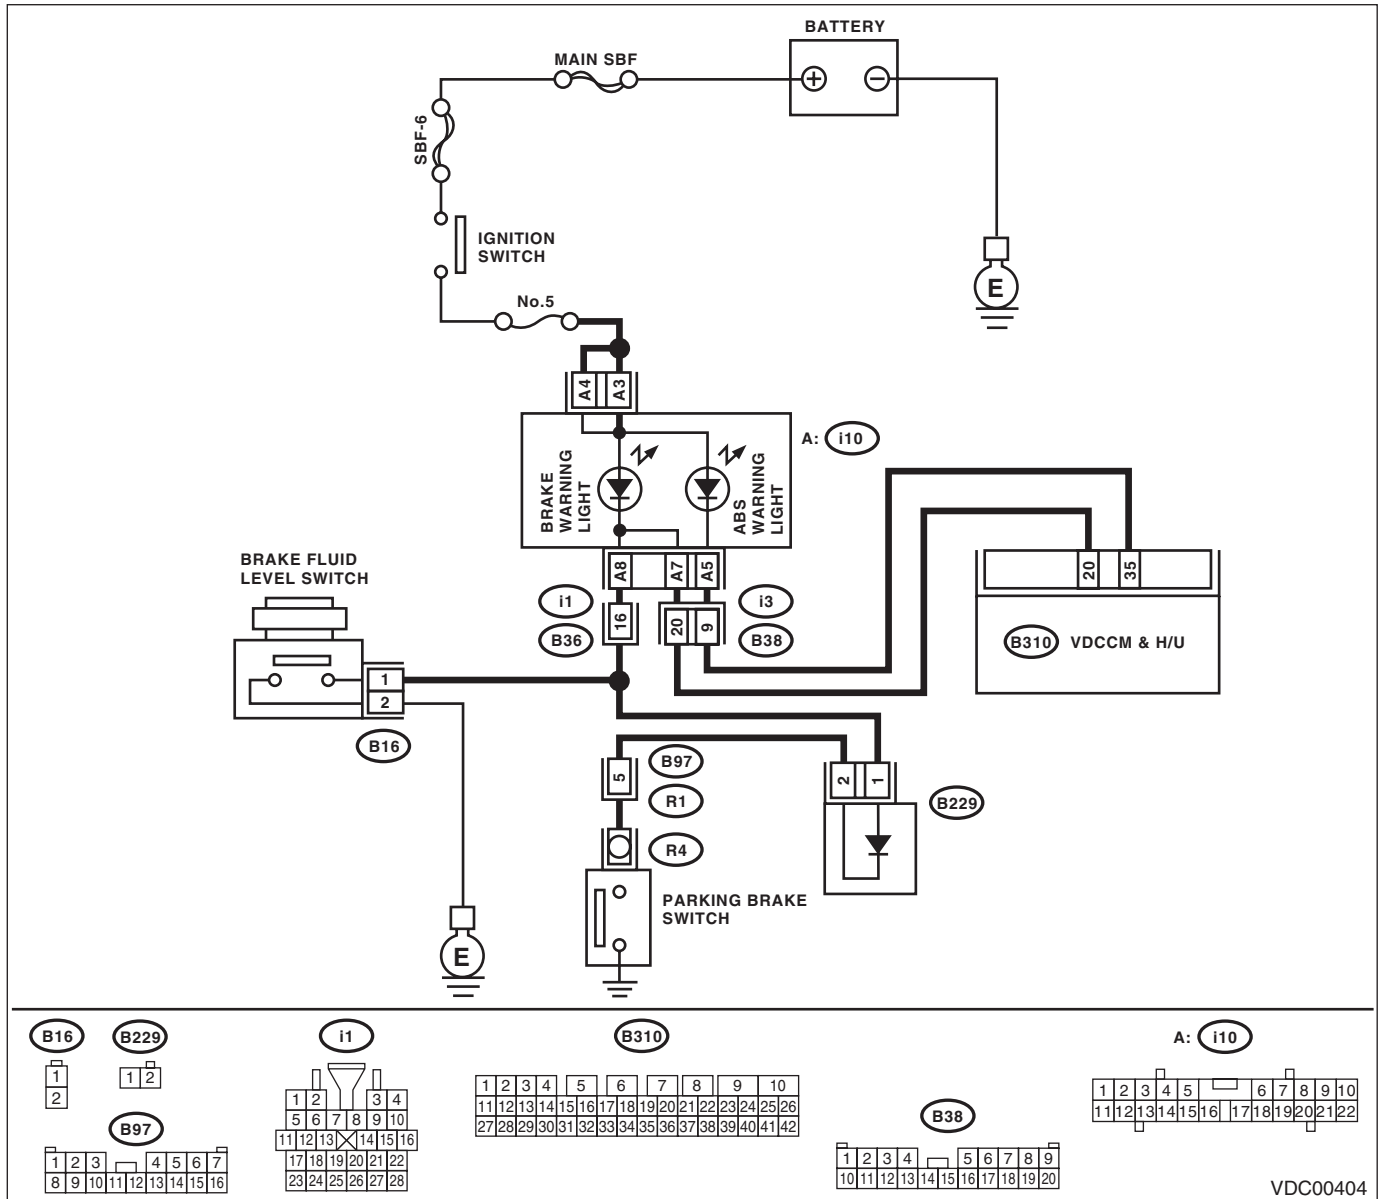 BATTERY
MAIN SBF
SBF-6
IGNITION
SWITCH
No.5
E
A4
A3
BRAKE
WARNING
LIGHT
ABS
WARNING
LIGHT
A: i10
A8
A7
A5
i1
B36
16
20
9
i3
B38
20
35
B310 VDCCM & H/U
BRAKE FLUID
LEVEL SWITCH
1
2
B16
E
5
B97
R1
R4
2
1
B229
PARKING BRAKE
SWITCH
B16
1
2
B229
1 2
B97
1 2 3 4 5 6 7
8 9 10 11 12 13 14 15 16
i1
1 2 3 4
5 6 7 8 9 10
11 12 13 14 15 16
17 18 19 20 21 22
23 24 25 26 27 28
B310
1 2 3 4 5 6 7 8 9 10
11 12 13 14 15 16 17 18 19 20 21 22 23 24 25 26
27 28 29 30 31 32 33 34 35 36 37 38 39 40 41 42
B38
1 2 3 4 5 6 7 8 9
10 11 12 13 14 15 16 17 18 19 20
A: i10
1 2 3 4 5 6 7 8 9 10
11 12 13 14 15 16 17 18 19 20 21 22
VDC00404